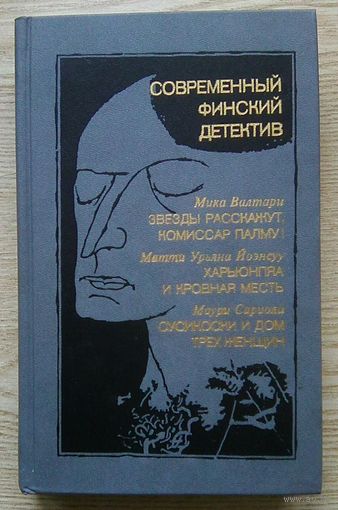 СОВРЕМЕННЫЙ
ФИНСКИЙ
ДЕТЕКТИВ
Мика Валтари
ЗВЕЗДЫ РАССКАЖУТ,
КОМИССАР ПАЛМУ!
Матти Урьяна Йоэнсуу
ХАРЬЮНПЯА
И КРОВНАЯ МЕСТЬ
Маури Сариола
СУСИКОСКИ И ДОМ
ТРЕХ ЖЕНЩИН